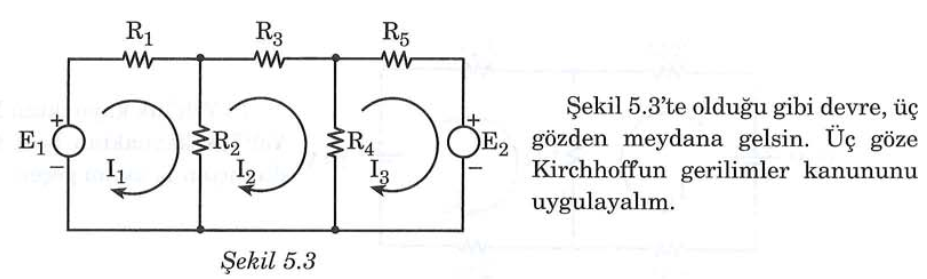 R1 R3 R5
Şekil 5.3'te olduğu gibi devre, üç
+ +
E1 R2 R4 E2 gözden meydana gelsin. Üç göze
− I1 I2 I3 − Kirchhoff'un gerilimler kanununu
uygulayalım.
Şekil 5.3